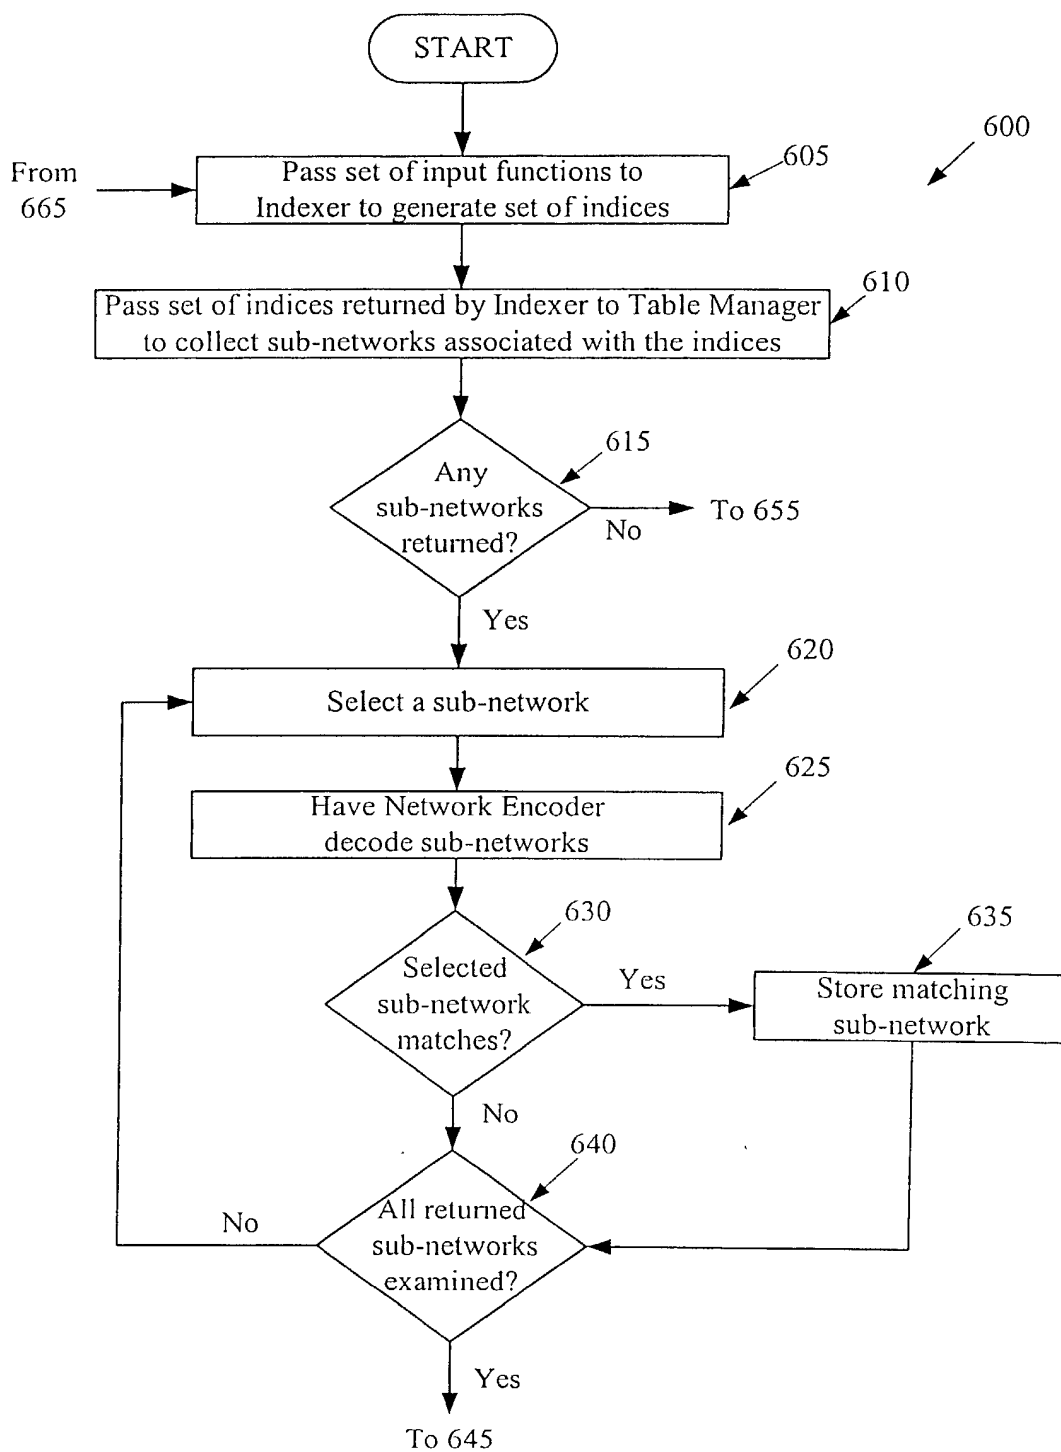 START
600
605
From
665
Pass set of input functions to
Indexer to generate set of indices
610
Pass set of indices returned by Indexer to Table Manager
to collect sub-networks associated with the indices
615
Any
sub-networks
returned?
No
To 655
Yes
620
Select a sub-network
625
Have Network Encoder
decode sub-networks
630
635
Selected
sub-network
matches?
Yes
Store matching
sub-network
No
640
All returned
sub-networks
examined?
No
Yes
To 645